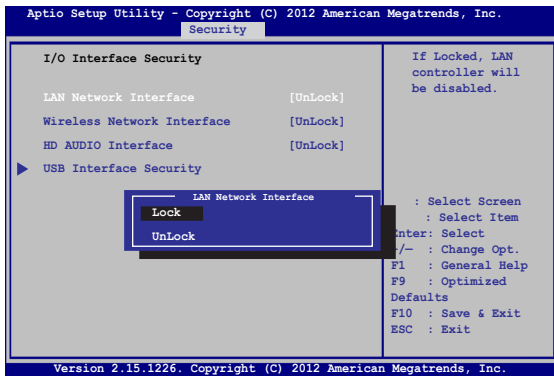 Aptio Setup Utility - Copyright (C) 2012 American Megatrends, Inc.
Security
I/O Interface Security
LAN Network Interface [UnLock]
Wireless Network Interface [UnLock]
HD AUDIO Interface [UnLock]
USB Interface Security
If Locked, LAN
controller will
be disabled.
LAN Network Interface
Lock
UnLock
: Select Screen
: Select Item
Enter: Select
+/— : Change Opt.
F1 : General Help
F9 : Optimized
Defaults
F10 : Save & Exit
ESC : Exit
Version 2.15.1226. Copyright (C) 2012 American Megatrends, Inc.